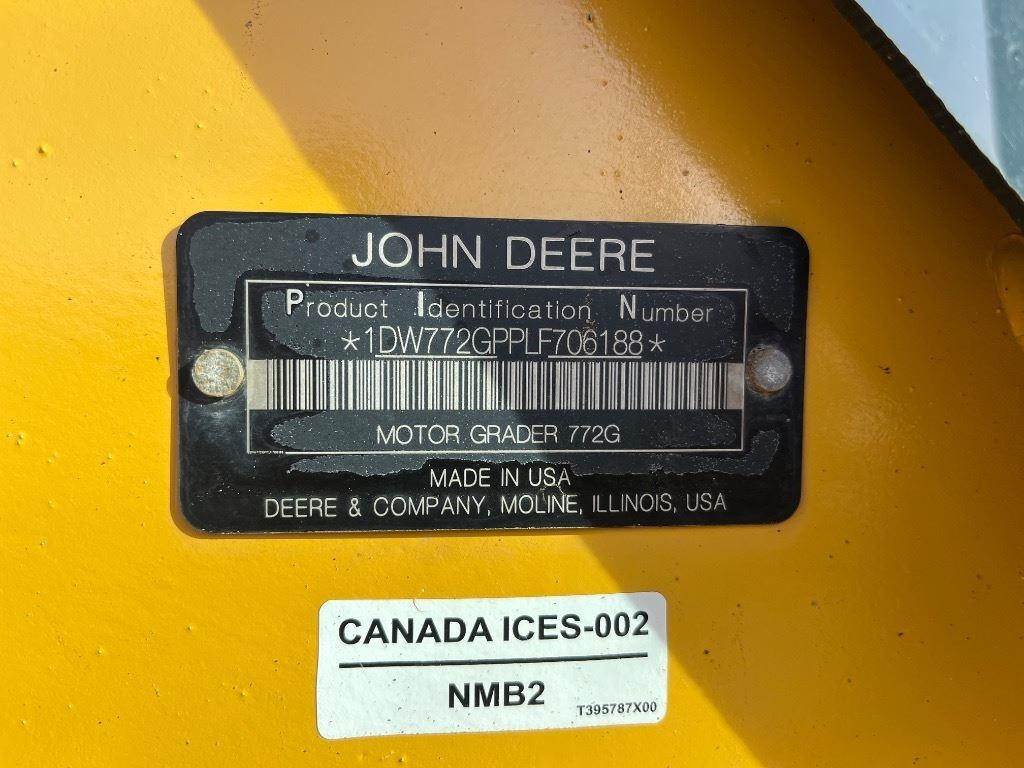 JOHN DEERE
Product Identification Number
*1DW772GPPLF706188*
MOTOR GRADER 772G
MADE IN USA
DEERE & COMPANY, MOLINE, ILLINOIS, USA
CANADA ICES-002
NMB2
T395787X00